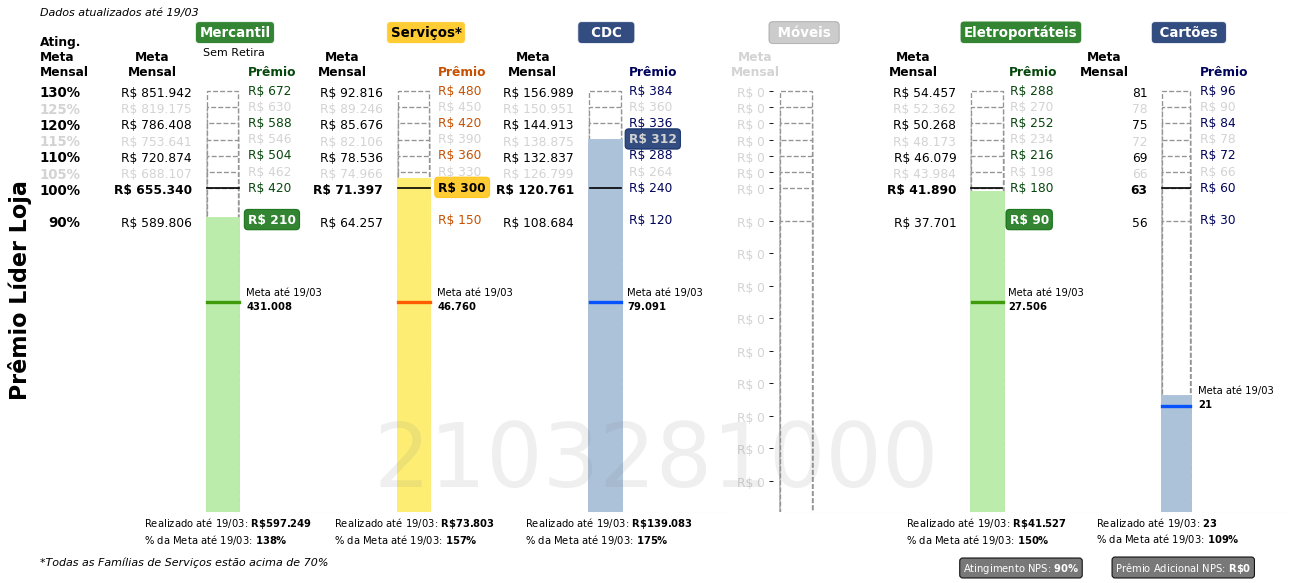 Dados atualizados até 19/03
Mercantil Serviços* CDC Móveis Eletroportáteis Cartões
Sem Retira
Ating. Meta Mensal Meta Mensal Prêmio Meta Mensal Prêmio Meta Mensal Prêmio Meta Mensal Meta Mensal Prêmio Meta Mensal Prêmio
130% R$ 851.942 R$ 672 R$ 92.816 R$ 480 R$ 156.989 R$ 384 R$ 0 R$ 54.457 R$ 288 81 R$ 96
125% R$ 819.175 R$ 630 R$ 89.246 R$ 450 R$ 150.951 R$ 360 R$ 0 R$ 52.362 R$ 270 78 R$ 90
120% R$ 786.408 R$ 588 R$ 85.676 R$ 420 R$ 144.913 R$ 336 R$ 0 R$ 50.268 R$ 252 75 R$ 84
115% R$ 753.641 R$ 546 R$ 82.106 R$ 390 R$ 138.875 R$ 312 R$ 0 R$ 48.173 R$ 234 72 R$ 78
110% R$ 720.874 R$ 504 R$ 78.536 R$ 360 R$ 132.837 R$ 288 R$ 0 R$ 46.079 R$ 216 69 R$ 72
105% R$ 688.107 R$ 462 R$ 74.966 R$ 330 R$ 126.799 R$ 264 R$ 0 R$ 43.984 R$ 198 66 R$ 66
100% R$ 655.340 R$ 420 R$ 71.397 R$ 300 R$ 120.761 R$ 240 R$ 0 R$ 41.890 R$ 180 63 R$ 60
90% R$ 589.806 R$ 210 R$ 64.257 R$ 150 R$ 108.684 R$ 120 R$ 0 R$ 37.701 R$ 90 56 R$ 30
R$ 0
R$ 0
R$ 0
R$ 0
R$ 0
R$ 0
R$ 0
R$ 0
Prêmio Líder Loja
Meta até 19/03 Meta até 19/03 Meta até 19/03 Meta até 19/03
431.008 46.760 79.091 27.506
Meta até 19/03
21
2103281000
Realizado até 19/03: R$597.249 Realizado até 19/03: R$73.803 Realizado até 19/03: R$139.083 Realizado até 19/03: R$41.527 Realizado até 19/03: 23
% da Meta até 19/03: 138% % da Meta até 19/03: 157% % da Meta até 19/03: 175% % da Meta até 19/03: 150% % da Meta até 19/03: 109%
*Todas as Famílias de Serviços estão acima de 70% Atingimento NPS: 90% Prêmio Adicional NPS: R$0